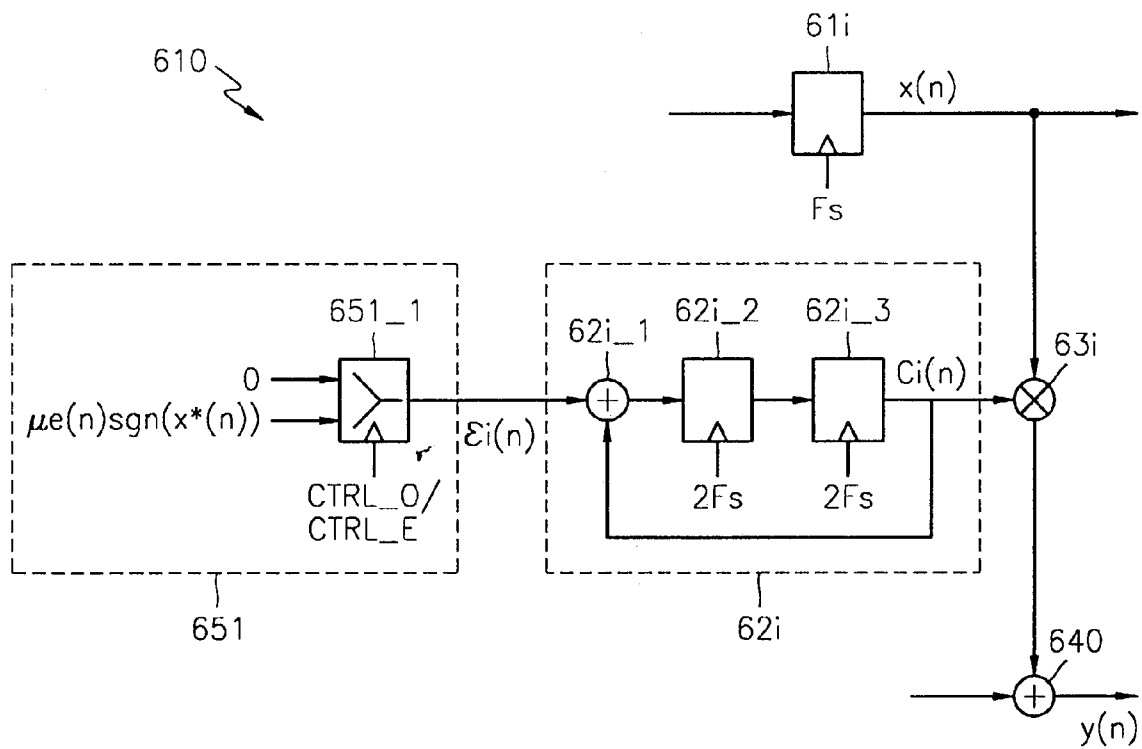 61i
610
x(n)
Fs
651_1
62i_1
62i_2
62i_3
63i
0
Ci(n)
μe(n)sgn(x*(n))
εi(n)
CTRL_O/
CTRL_E
2Fs
2Fs
651
62i
640
y(n)